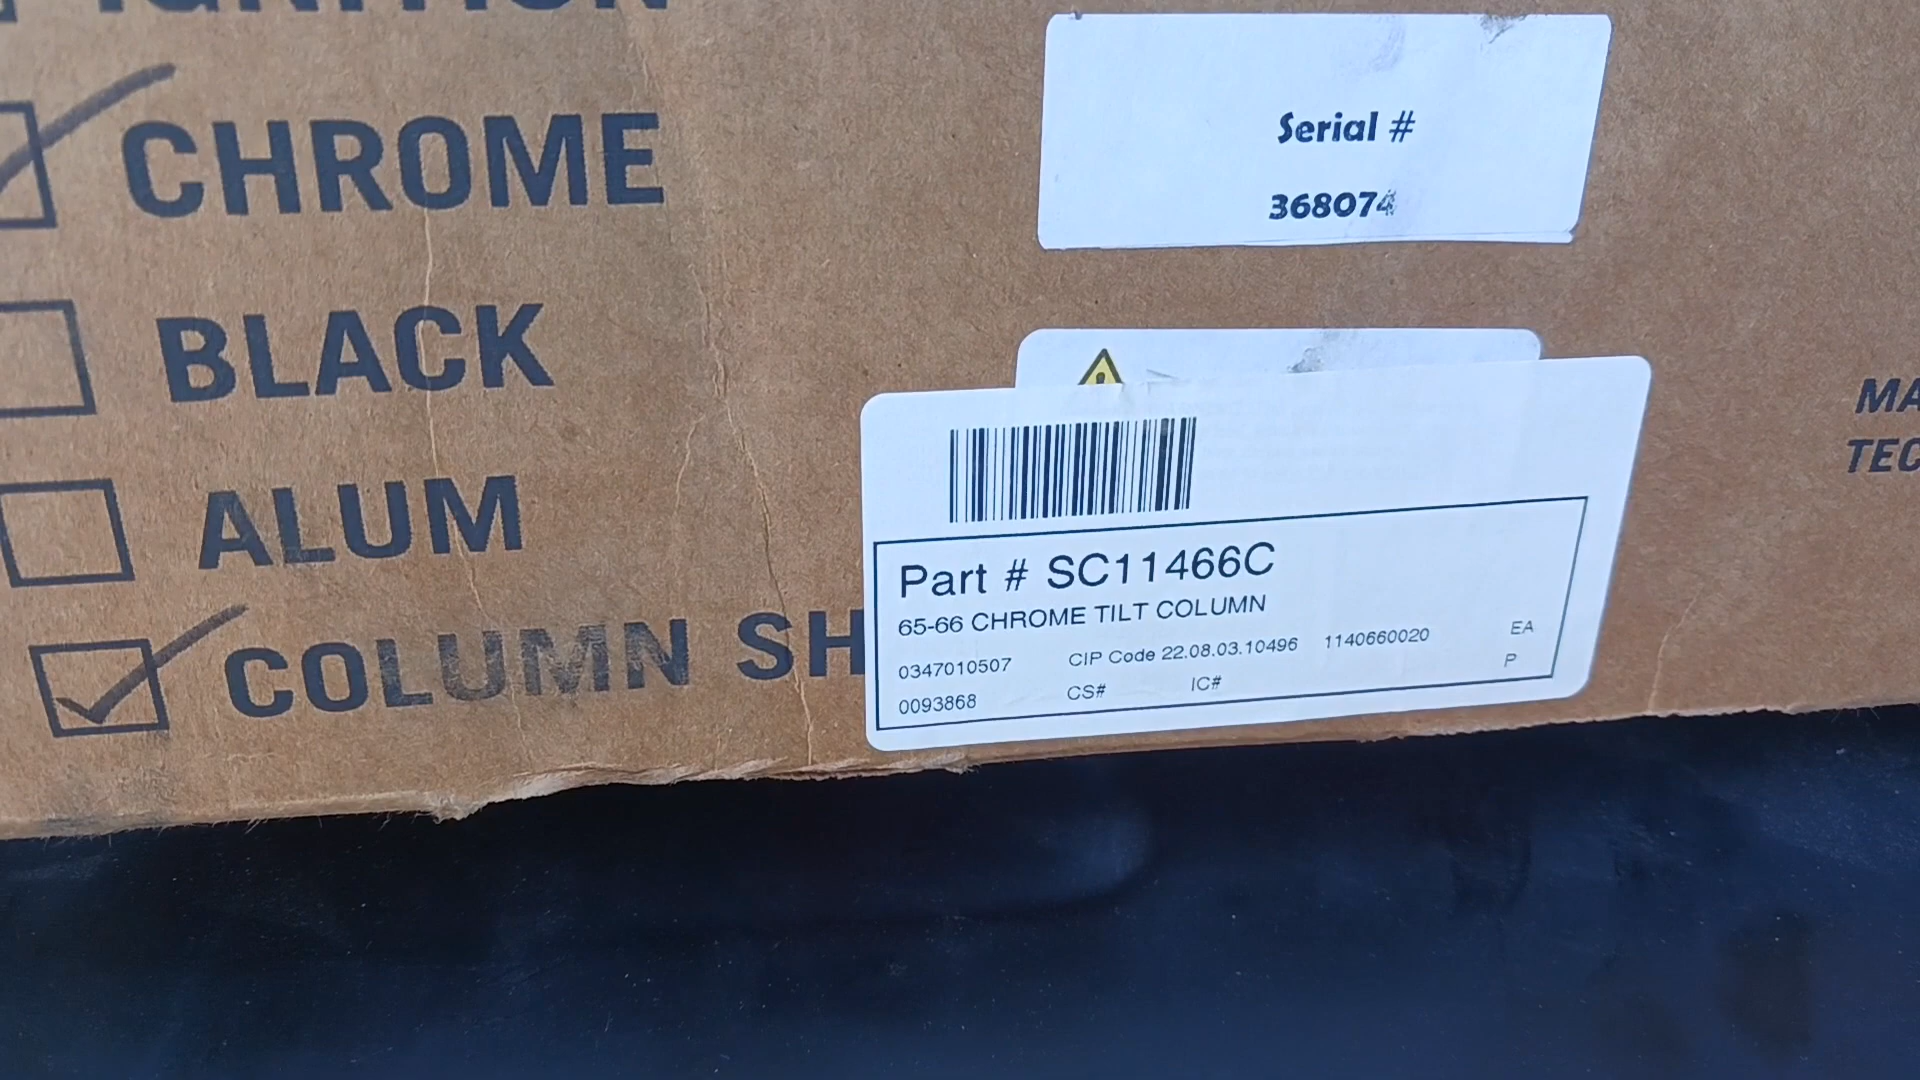 IGNITION
CHROME
BLACK
ALUM
COLUMN SH
Serial #
368074
Part # SC11466C
65-66 CHROME TILT COLUMN
0347010507 CIP Code 22.08.03.10496 1140660020 EA
0093868 CS# IC# P
MA
TEC